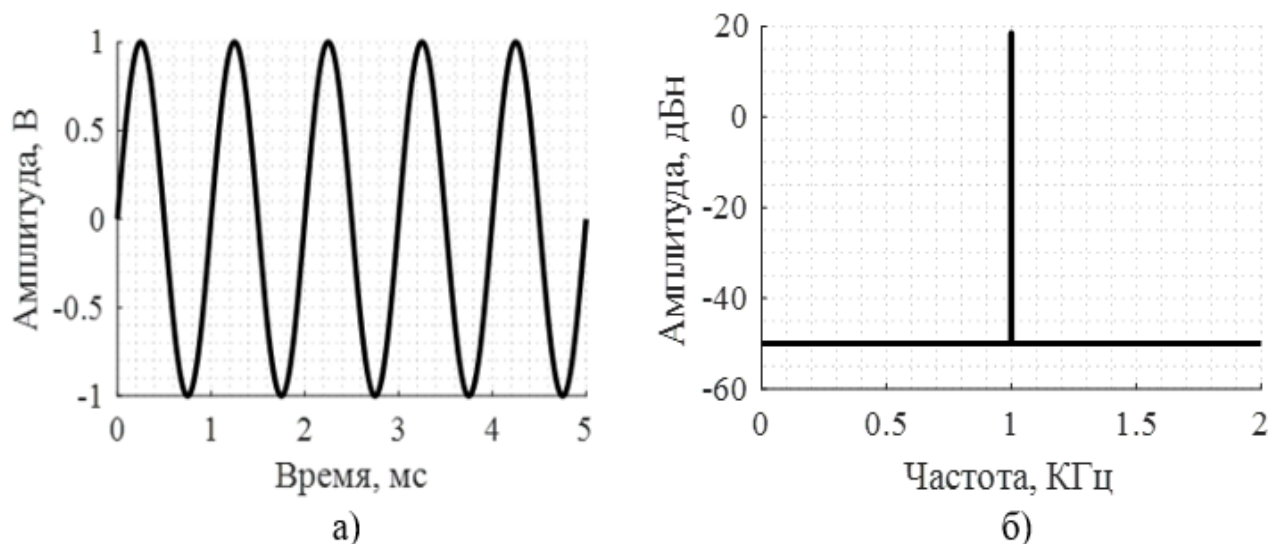 Амплитуда, В
1
0.5
0
-0.5
-1
0 1 2 3 4 5
Время, мс
а)
Амплитуда, дБн
20
0
-20
-40
-60
0 0.5 1 1.5 2
Частота, КГц
б)